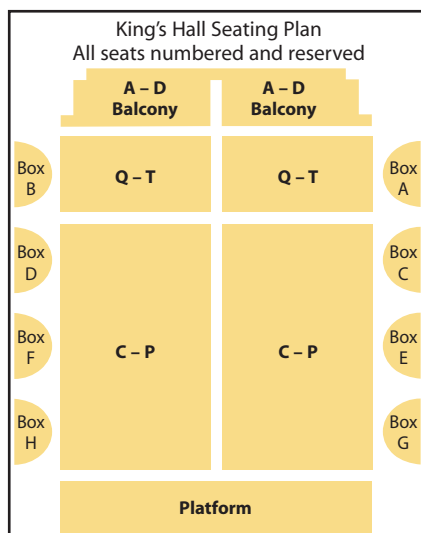 King's Hall Seating Plan
All seats numbered and reserved
A – D
Balcony
A – D
Balcony
Box
B
Q – T
Q – T
Box
A
Box
D
Box
C
Box
F
C – P
C – P
Box
E
Box
H
Box
G
Platform